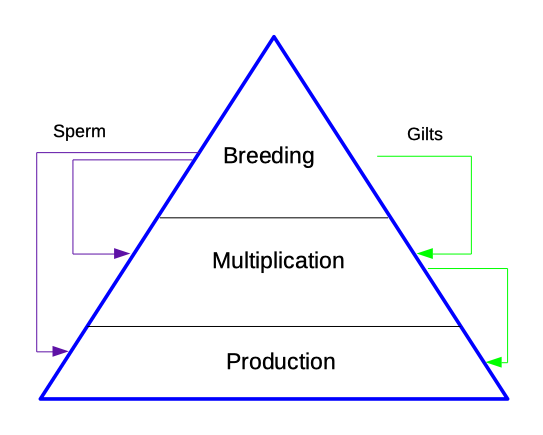 Sperm
Gilts
Breeding
Multiplication
Production